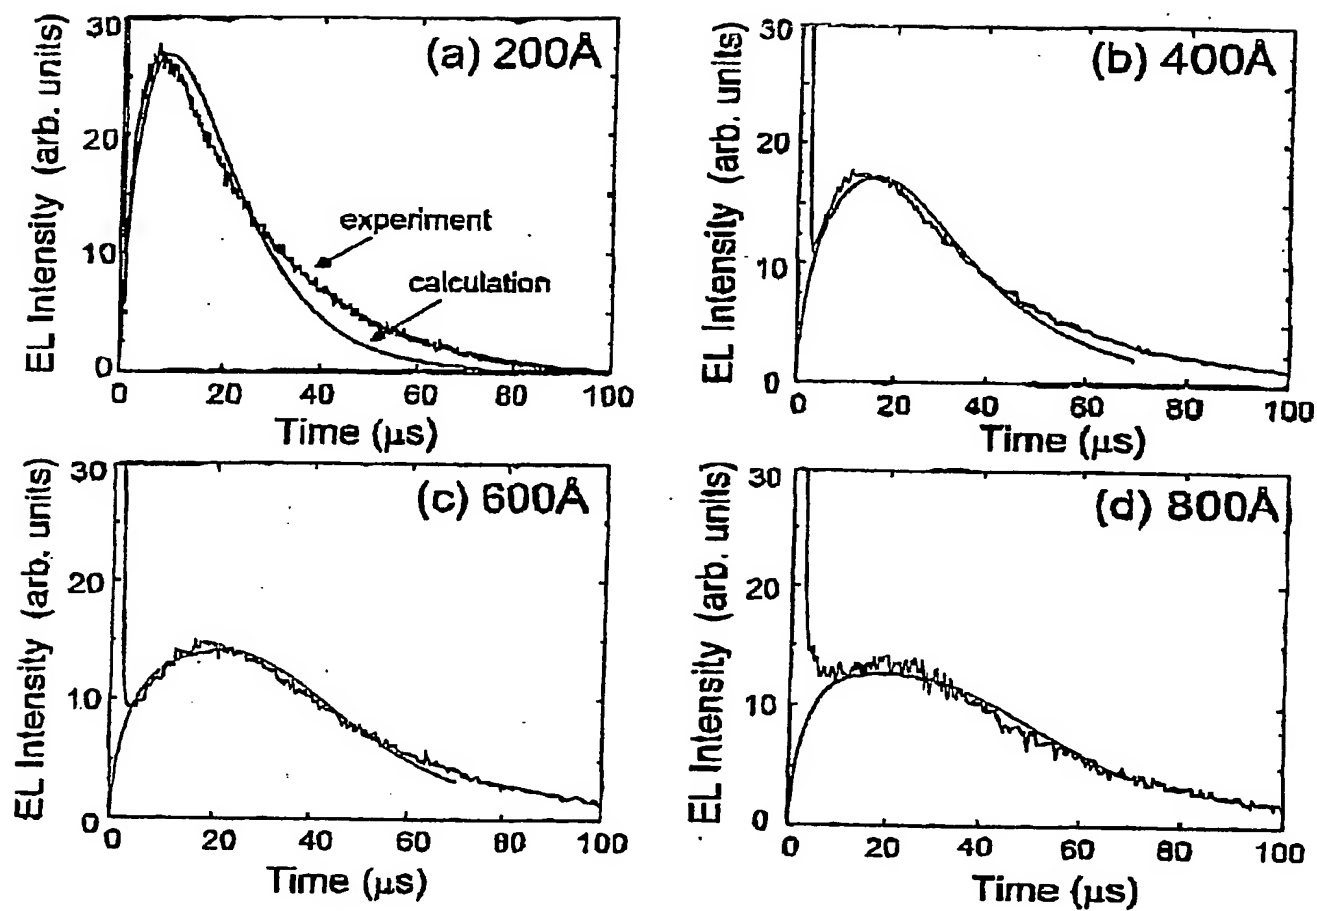 EL Intensity (arb. units)
30
20
10
0
0 20 40 60 80 100
Time (μs)
(a) 200Å
experiment
calculation
EL Intensity (arb. units)
30
20
10
0
0 20 40 60 80 100
Time (μs)
(b) 400Å
EL Intensity (arb. units)
30
20
10
0
0 20 40 60 80 100
Time (μs)
(c) 600Å
EL Intensity (arb. units)
30
20
10
0
0 20 40 60 80 100
Time (μs)
(d) 800Å